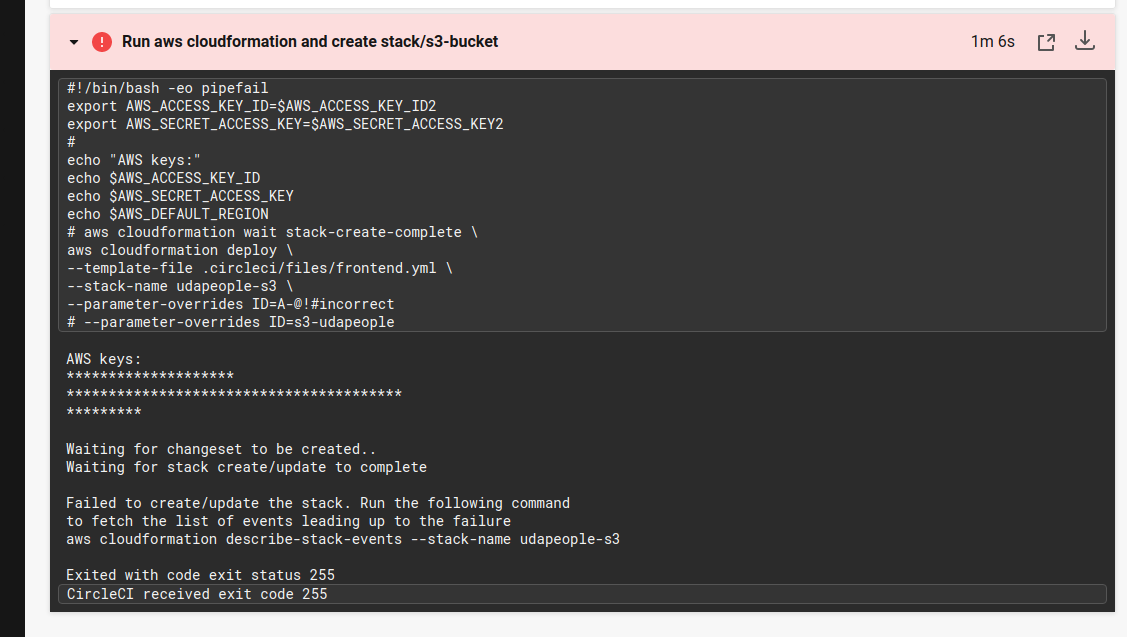 Run aws cloudformation and create stack/s3-bucket 1m 6s
#!/bin/bash -eo pipefail
export AWS_ACCESS_KEY_ID=$AWS_ACCESS_KEY_ID2
export AWS_SECRET_ACCESS_KEY=$AWS_SECRET_ACCESS_KEY2
#
echo "AWS keys:"
echo $AWS_ACCESS_KEY_ID
echo $AWS_SECRET_ACCESS_KEY
echo $AWS_DEFAULT_REGION
# aws cloudformation wait stack-create-complete \
aws cloudformation deploy \
--template-file .circleci/files/frontend.yml \
--stack-name udapeople-s3 \
--parameter-overrides ID=A-@!#incorrect
# --parameter-overrides ID=s3-udapeople
AWS keys:
********************
****************************************
*********
Waiting for changeset to be created..
Waiting for stack create/update to complete
Failed to create/update the stack. Run the following command
to fetch the list of events leading up to the failure
aws cloudformation describe-stack-events --stack-name udapeople-s3
Exited with code exit status 255
CircleCI received exit code 255